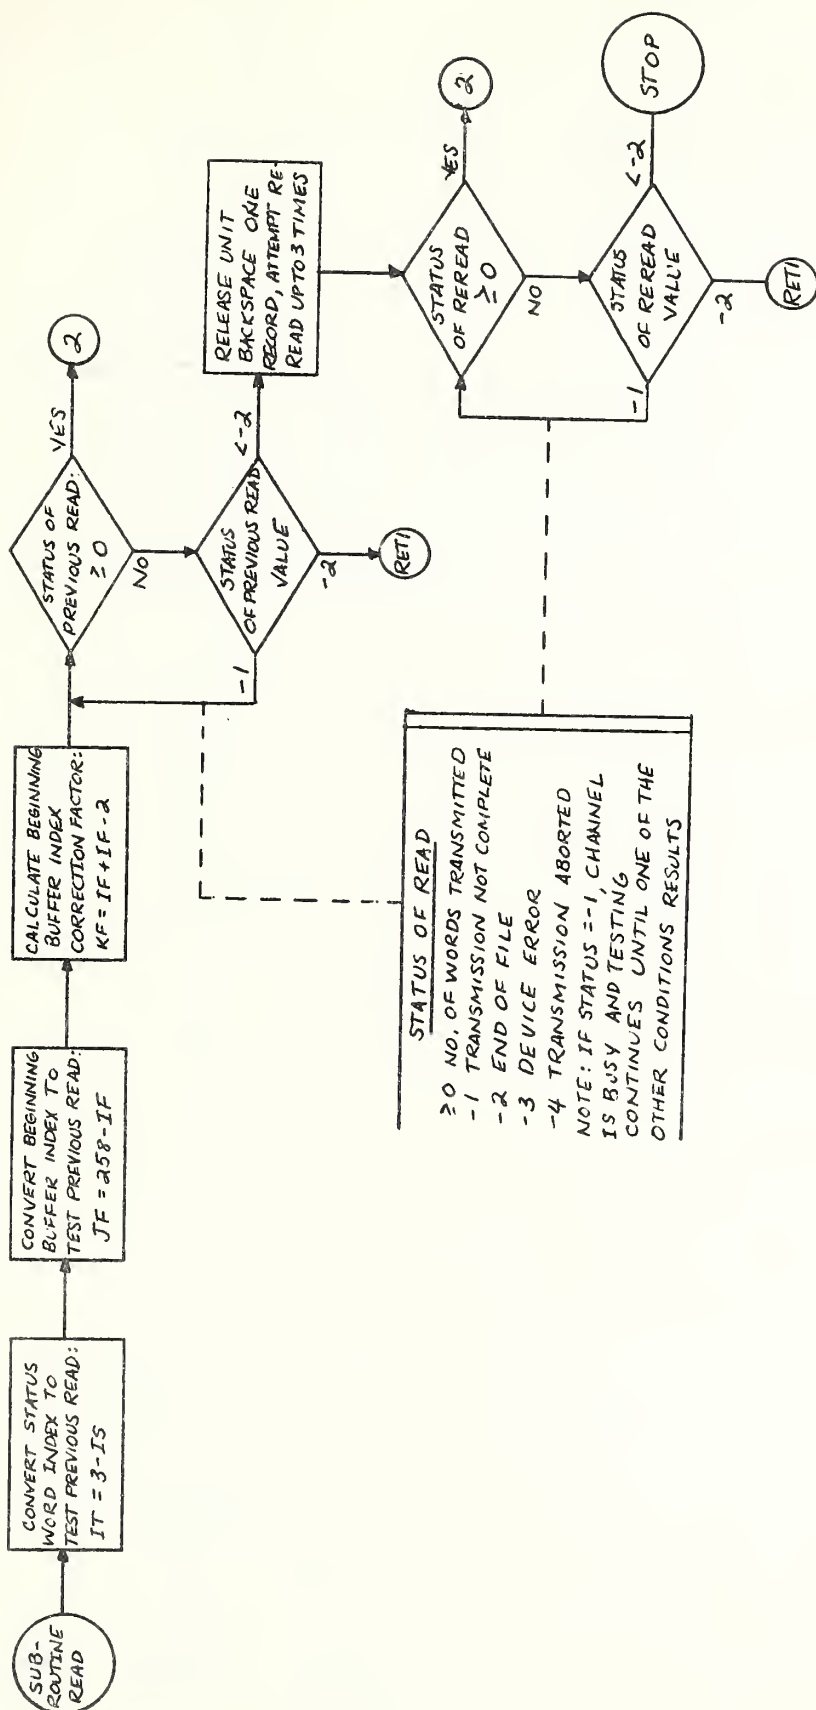 SUB-
ROUTINE
READ
CONVERT STATUS
WORD INDEX TO
TEST PREVIOUS READ:
IT = 3-IS
CONVERT BEGINNING
BUFFER INDEX TO
TEST PREVIOUS READ:
JF = 258-IF
CALCULATE BEGINNING
BUFFER INDEX
CORRECTION FACTOR:
KF = IF+IF-2
STATUS OF
PREVIOUS READ:
≥0
YES
2
NO
STATUS
OF PREVIOUS READ
VALUE
-1
-2
RET1
<-2
RELEASE UNIT
BACKSPACE ONE
RECORD, ATTEMPT RE-
READ UP TO 3 TIMES
STATUS
OF REREAD
≥0
YES
2
NO
STATUS
OF REREAD
VALUE
-1
-2
RET1
<-2
STOP
STATUS OF READ
≥0 NO. OF WORDS TRANSMITTED
-1 TRANSMISSION NOT COMPLETE
-2 END OF FILE
-3 DEVICE ERROR
-4 TRANSMISSION ABORTED
NOTE: IF STATUS =-1, CHANNEL
IS BUSY AND TESTING
CONTINUES UNTIL ONE OF THE
OTHER CONDITIONS RESULTS